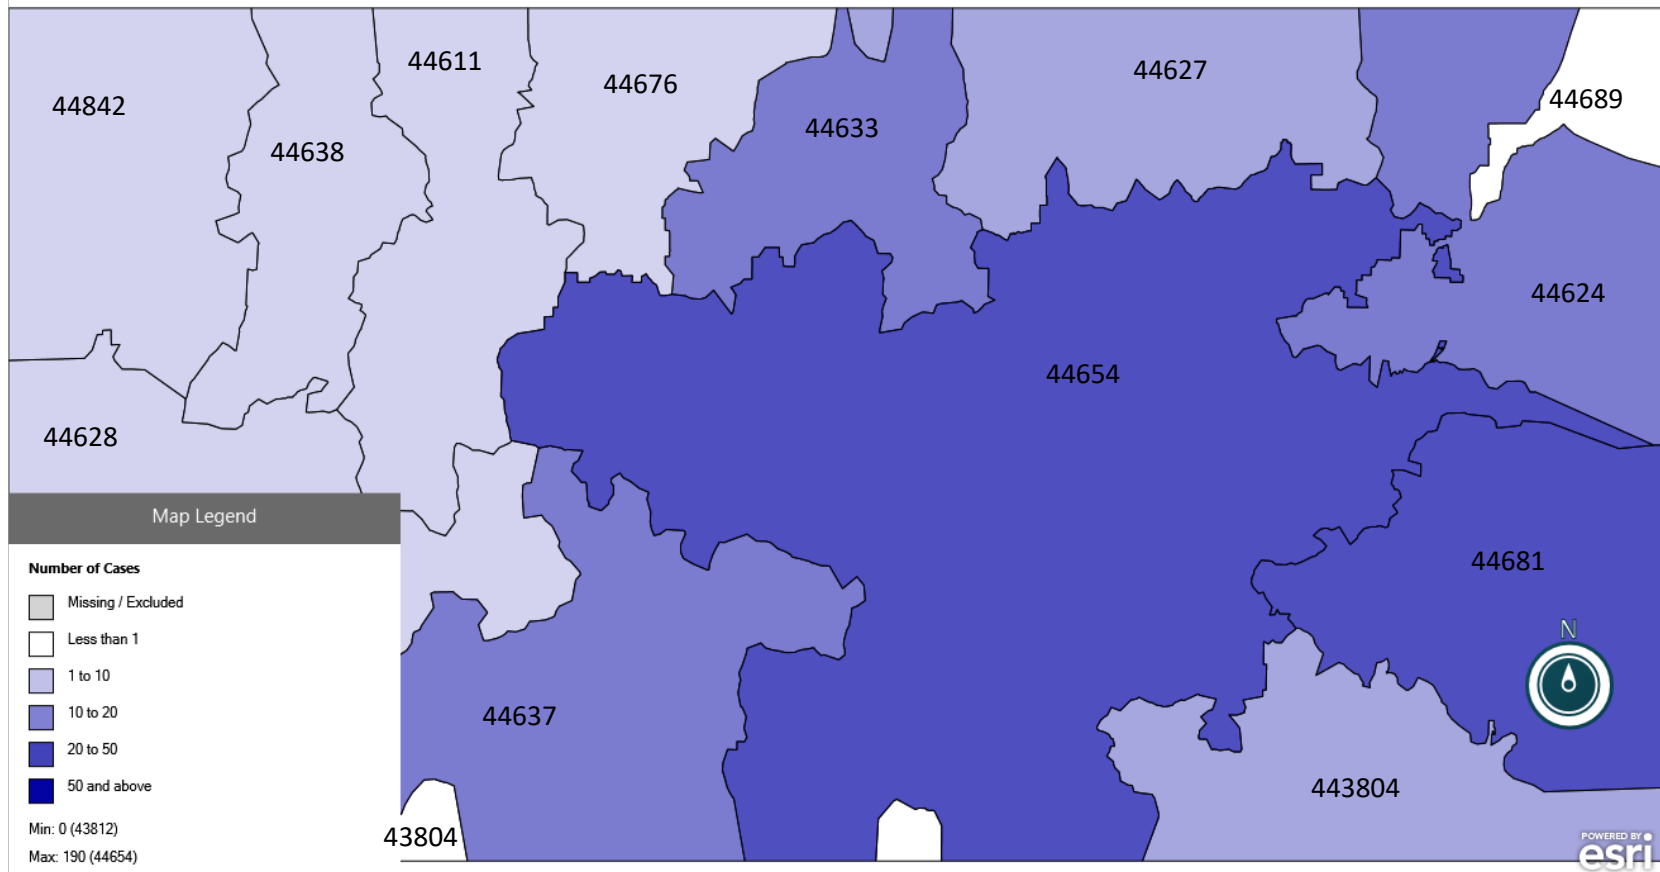 44611
44627
44676
44689
44842
44633
44638
44624
44654
44628
Map Legend
44681
Number of Cases
Missing / Excluded
Less than 1
N
1 to 10
10 to 20
44637
20 to 50
50 and above
443804
Min: 0 (43812)
43804
Max: 190 (44654)
POWERED BY
esri